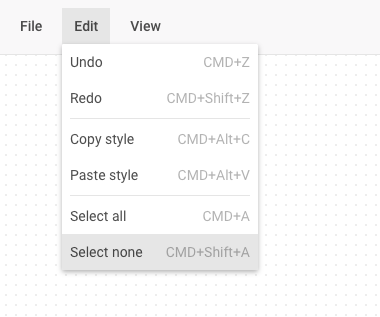 File Edit View
Undo CMD+Z
Redo CMD+Shift+Z
Copy style CMD+Alt+C
Paste style CMD+Alt+V
Select all CMD+A
Select none CMD+Shift+A